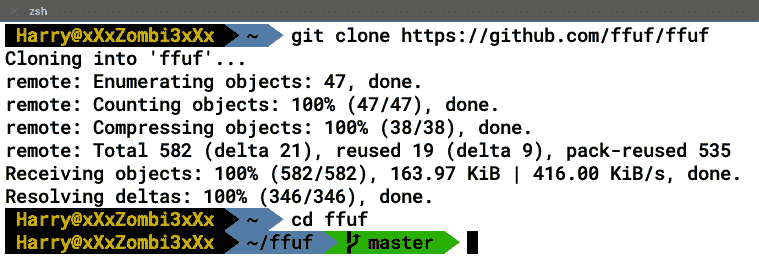 zsh
Harry@xXxZombi3xXx ~ git clone https://github.com/ffuf/ffuf
Cloning into 'ffuf'...
remote: Enumerating objects: 47, done.
remote: Counting objects: 100% (47/47), done.
remote: Compressing objects: 100% (38/38), done.
remote: Total 582 (delta 21), reused 19 (delta 9), pack-reused 535
Receiving objects: 100% (582/582), 163.97 KiB | 416.00 KiB/s, done.
Resolving deltas: 100% (346/346), done.
Harry@xXxZombi3xXx ~ cd ffuf
Harry@xXxZombi3xXx ~/ffuf master